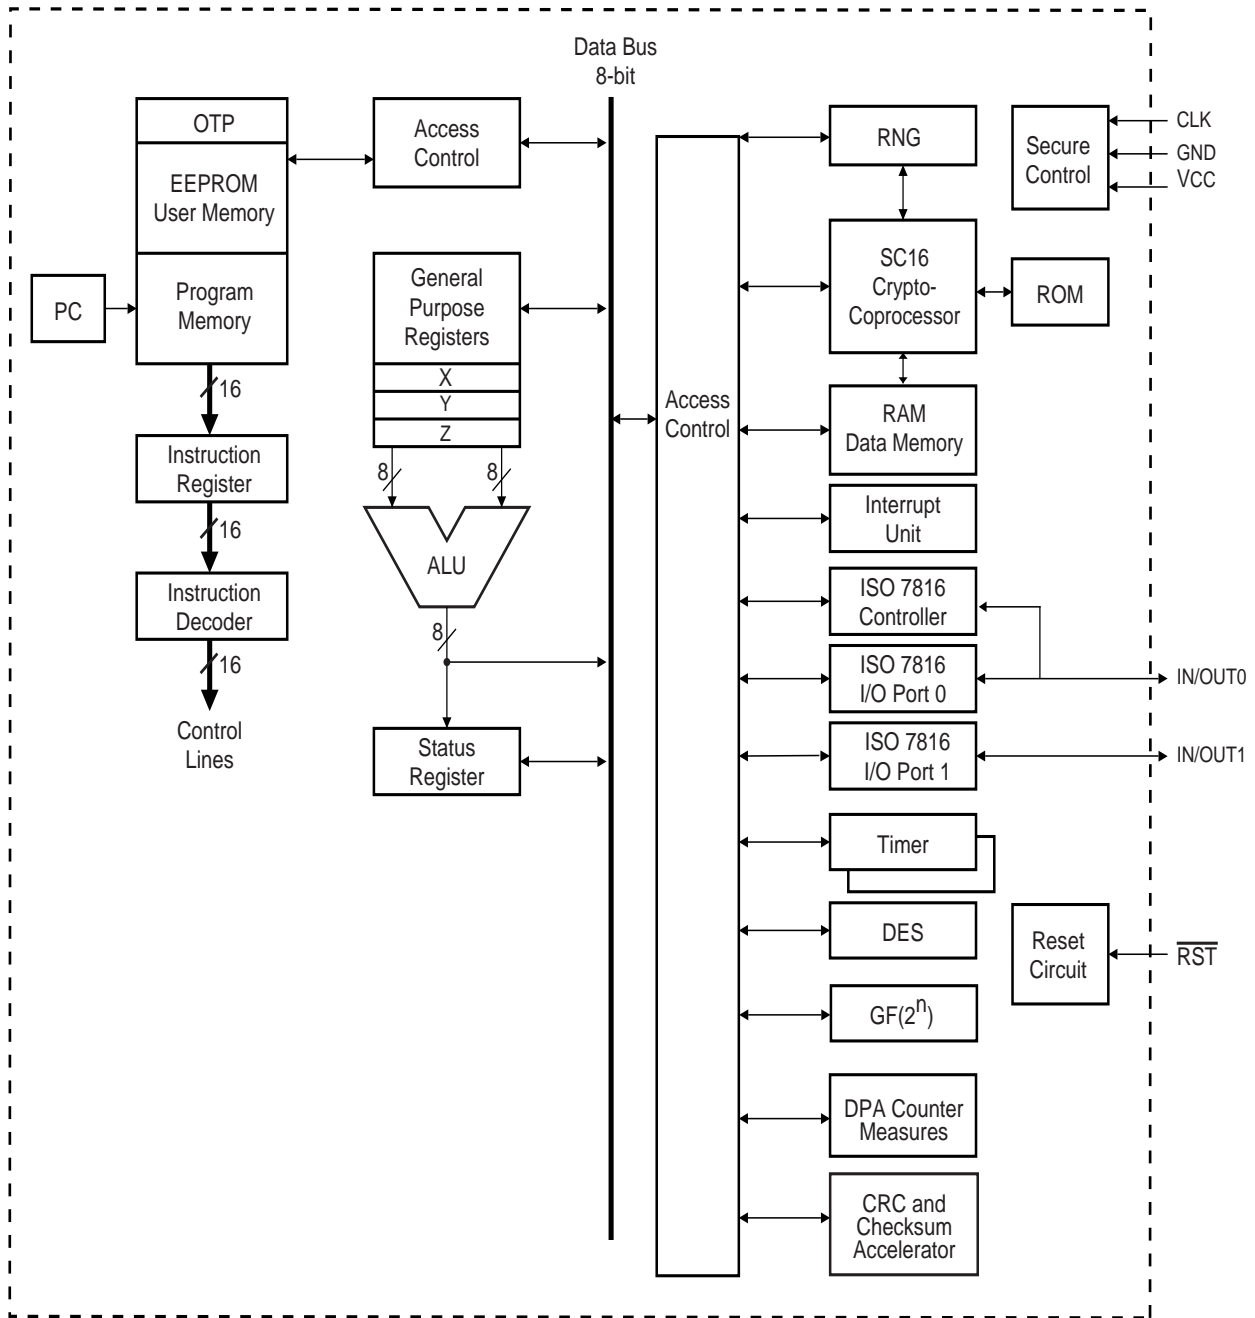 Data Bus
8-bit
OTP
EEPROM
User Memory
Program
Memory
PC
16
Instruction
Register
16
Instruction
Decoder
16
Control
Lines
Access
Control
General
Purpose
Registers
X
Y
Z
8
8
ALU
8
Status
Register
Access
Control
RNG
SC16
Crypto-
Coprocessor
ROM
RAM
Data Memory
Interrupt
Unit
ISO 7816
Controller
ISO 7816
I/O Port 0
ISO 7816
I/O Port 1
Timer
DES
GF(2ⁿ)
DPA Counter
Measures
CRC and
Checksum
Accelerator
Secure
Control
CLK
GND
VCC
IN/OUT0
IN/OUT1
Reset
Circuit
R̅S̅T̅